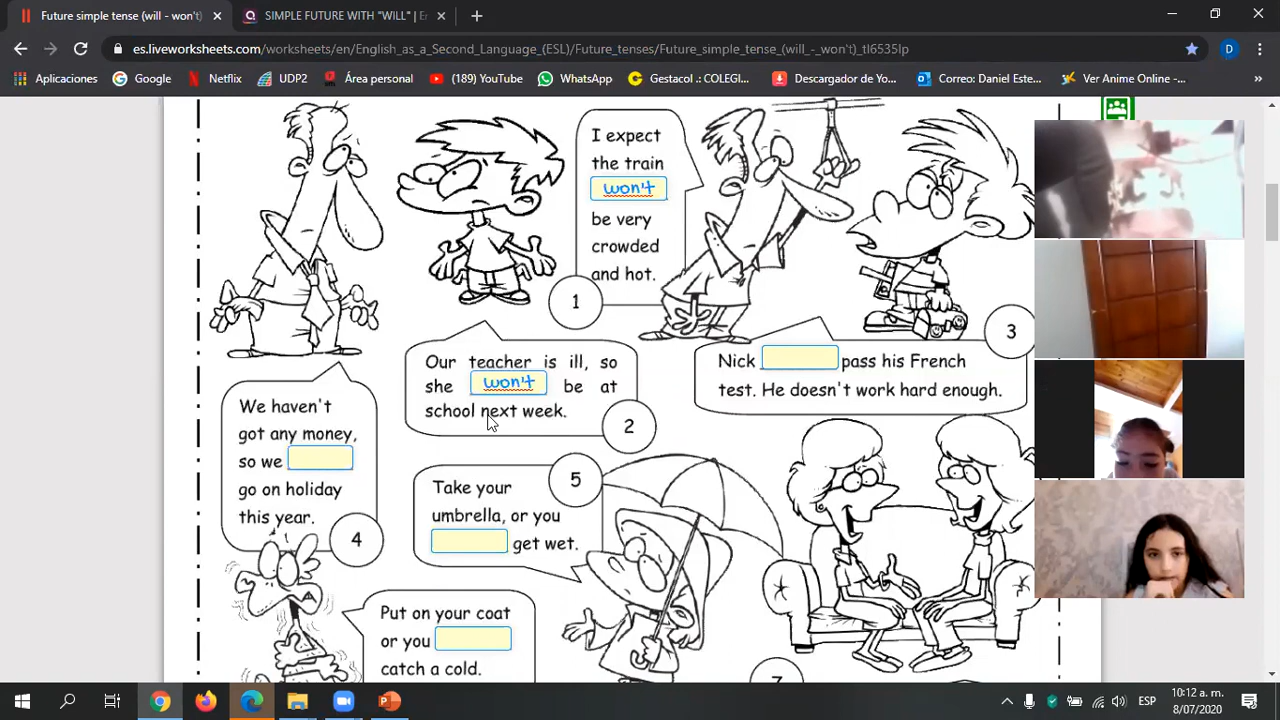 Future simple tense (will - won't)
SIMPLE FUTURE WITH "WILL" | E
es.liveworksheets.com/worksheets/en/English_as_a_Second_Language_(ESL)/Future_tenses/Future_simple_tense_(will_-_won't)_tl6535lp
D
Aplicaciones Google Netflix UDP2 Área personal (189) YouTube WhatsApp Gestacol .: COLEGI... Descargador de Yo... Correo: Daniel Este... Ver Anime Online -... »
I expect
the train
won't
be very
crowded
and hot.
1
Our teacher is ill, so
she won't be at
school next week.
2
3
Nick pass his French
test. He doesn't work hard enough.
We haven't
got any money,
so we
go on holiday
this year.
4
5
Take your
umbrella, or you
get wet.
Put on your coat
or you
catch a cold.
7
ESP
10:12 a. m.
8/07/2020